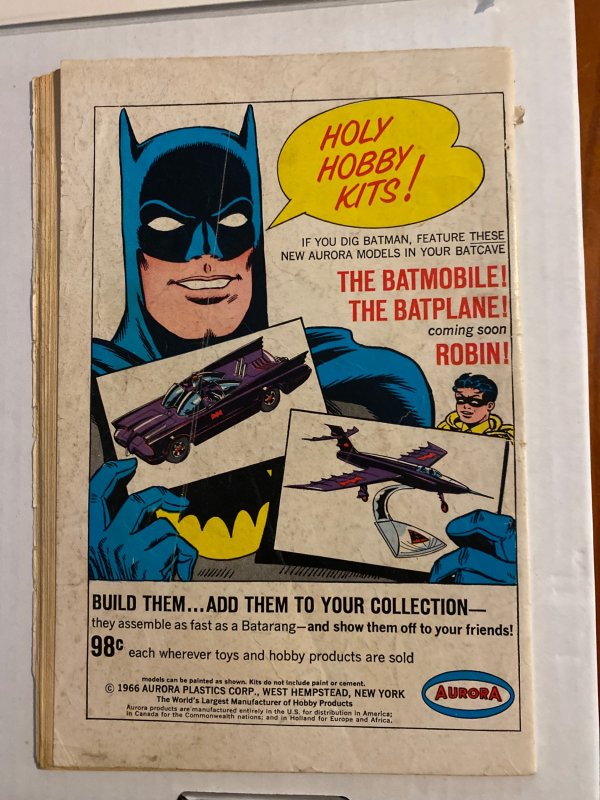 HOLY
HOBBY
KITS!
IF YOU DIG BATMAN, FEATURE THESE
NEW AURORA MODELS IN YOUR BATCAVE
THE BATMOBILE!
THE BATPLANE!
coming soon
ROBIN!
BUILD THEM...ADD THEM TO YOUR COLLECTION—
they assemble as fast as a Batarang—and show them off to your friends!
98c each wherever toys and hobby products are sold
models can be painted as shown. Kits do not include paint or cement.
© 1966 AURORA PLASTICS CORP., WEST HEMPSTEAD, NEW YORK
The World's Largest Manufacturer of Hobby Products
Aurora products are manufactured entirely in the U.S. for distribution in America;
in Canada for the Commonwealth nations; and in Holland for Europe and Africa.
AURORA